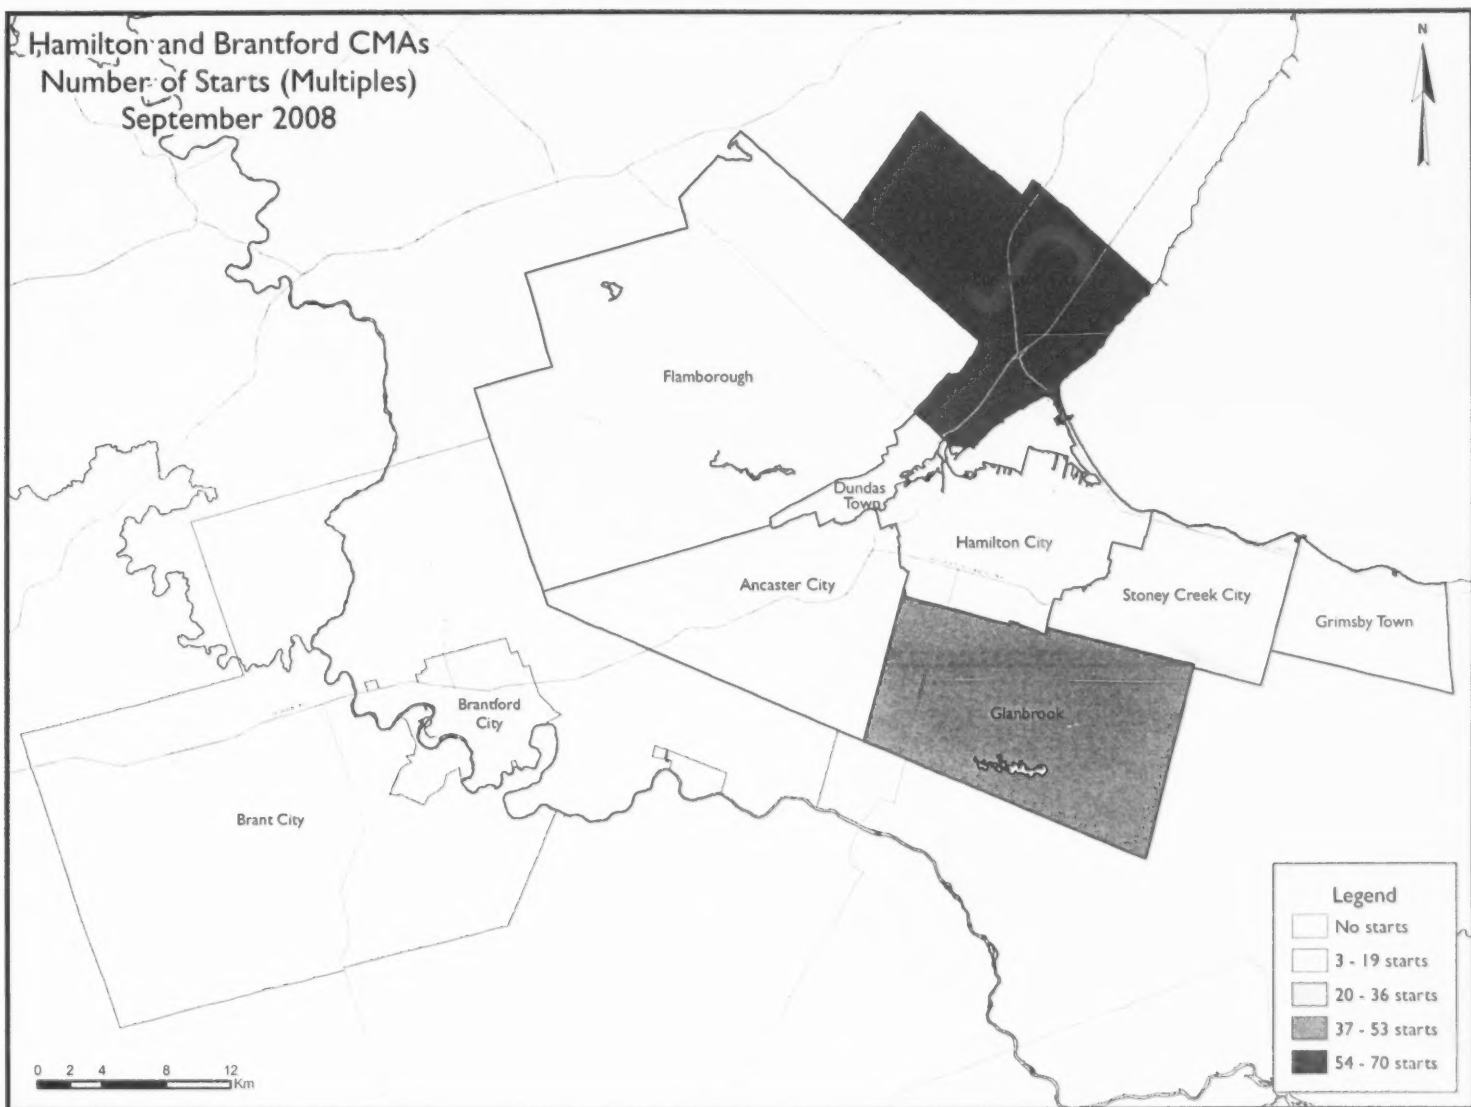 Hamilton and Brantford CMAs
Number of Starts (Multiples)
September 2008
N
Flamborough
Dundas
Town
Hamilton City
Ancaster City
Stoney Creek City
Grimsby Town
Brantford
City
Glanbrook
Brant City
Legend
No starts
3 - 19 starts
20 - 36 starts
37 - 53 starts
54 - 70 starts
0 2 4 8 12
Km